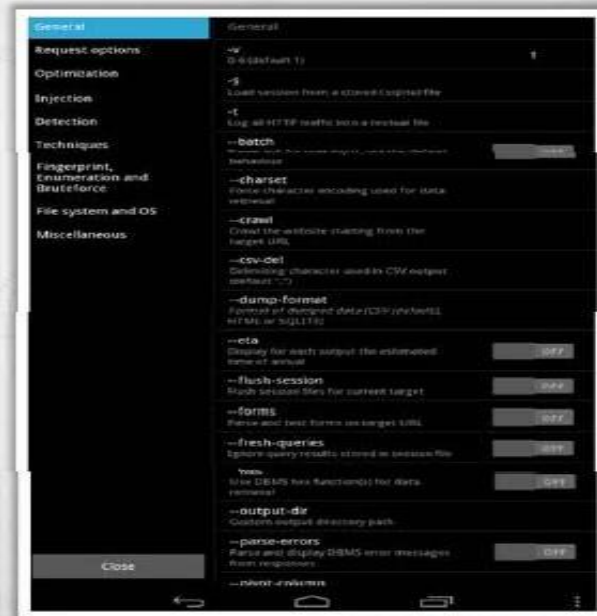 General
Request options
Optimization
Injection
Detection
Techniques
Fingerprint,
Enumeration and
Bruteforce
File system and OS
Miscellaneous
Close
General
-v
0-6 (default 1)
1
-s
Load session from a stored (.sqlite) file
-t
Log all HTTP traffic into a textual file
--batch
behaviour
--charset
Force character encoding used for data
retrieval
--crawl
Crawl the website starting from the
target URL
--csv-del
Delimiting character used in CSV output
(default ",")
--dump-format
Format of dumped data (CSV (default),
HTML or SQLITE)
--eta
Display for each output the estimated
time of arrival
OFF
--flush-session
Flush session files for current target
OFF
--forms
Parse and test forms on target URL
OFF
--fresh-queries
Ignore query results stored in session file
OFF
Use DBMS hex function(s) for data
retrieval
OFF
--output-dir
Custom output directory path
--parse-errors
Parse and display DBMS error messages
from responses
OFF
--pivot-column